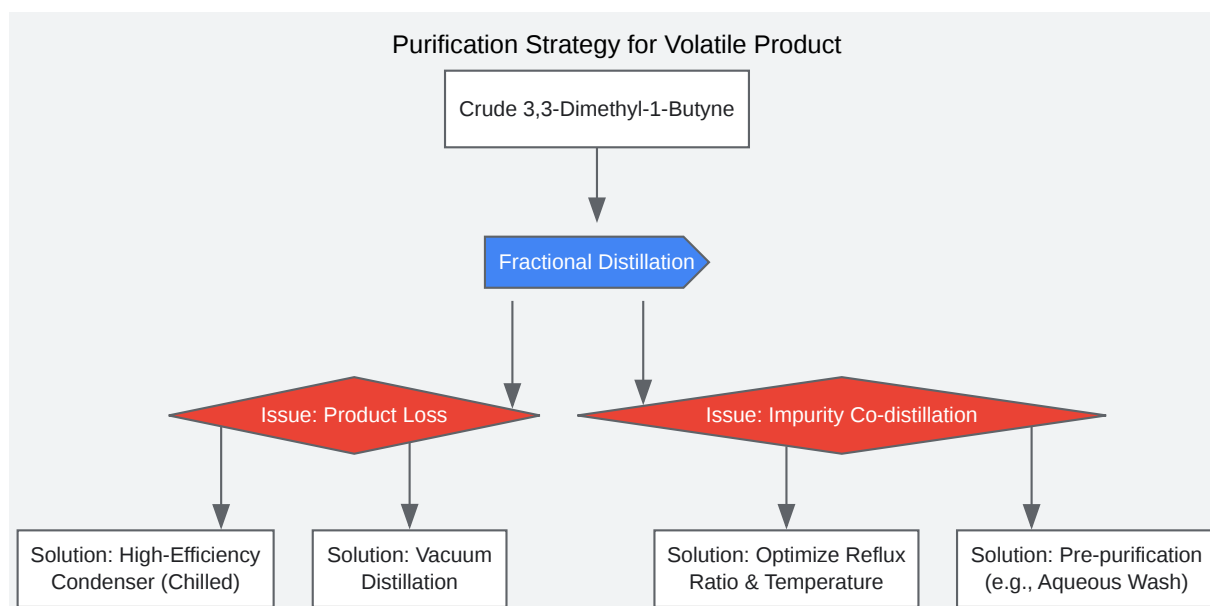 Purification Strategy for Volatile Product
Crude 3,3-Dimethyl-1-Butyne
Fractional Distillation
Issue: Product Loss
Issue: Impurity Co-distillation
Solution: High-Efficiency
Condenser (Chilled)
Solution: Vacuum
Distillation
Solution: Optimize Reflux
Ratio & Temperature
Solution: Pre-purification
(e.g., Aqueous Wash)